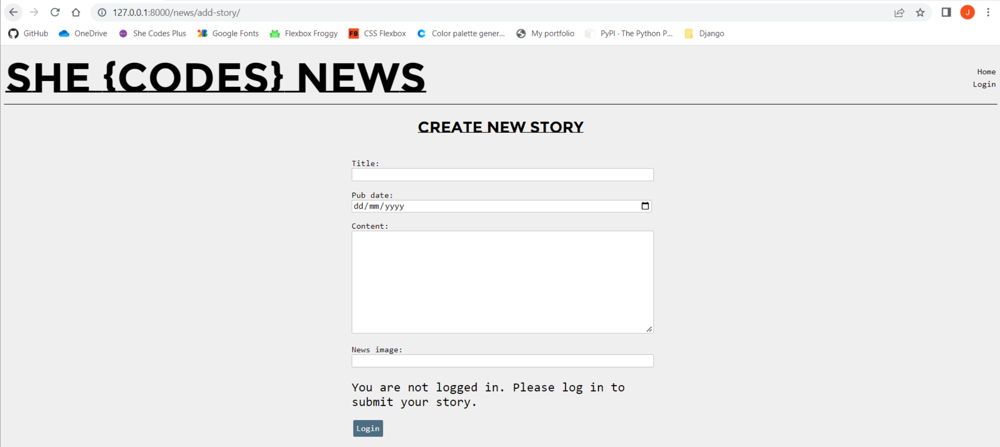 127.0.0.1:8000/news/add-story/
J
GitHub OneDrive She Codes Plus Google Fonts Flexbox Froggy FB CSS Flexbox C Color palette gener... My portfolio PyPI · The Python P... Django
SHE {CODES} NEWS
Home
Login
CREATE NEW STORY
Title:
Pub date:
dd/mm/yyyy
Content:
News image:
You are not logged in. Please log in to
submit your story.
Login